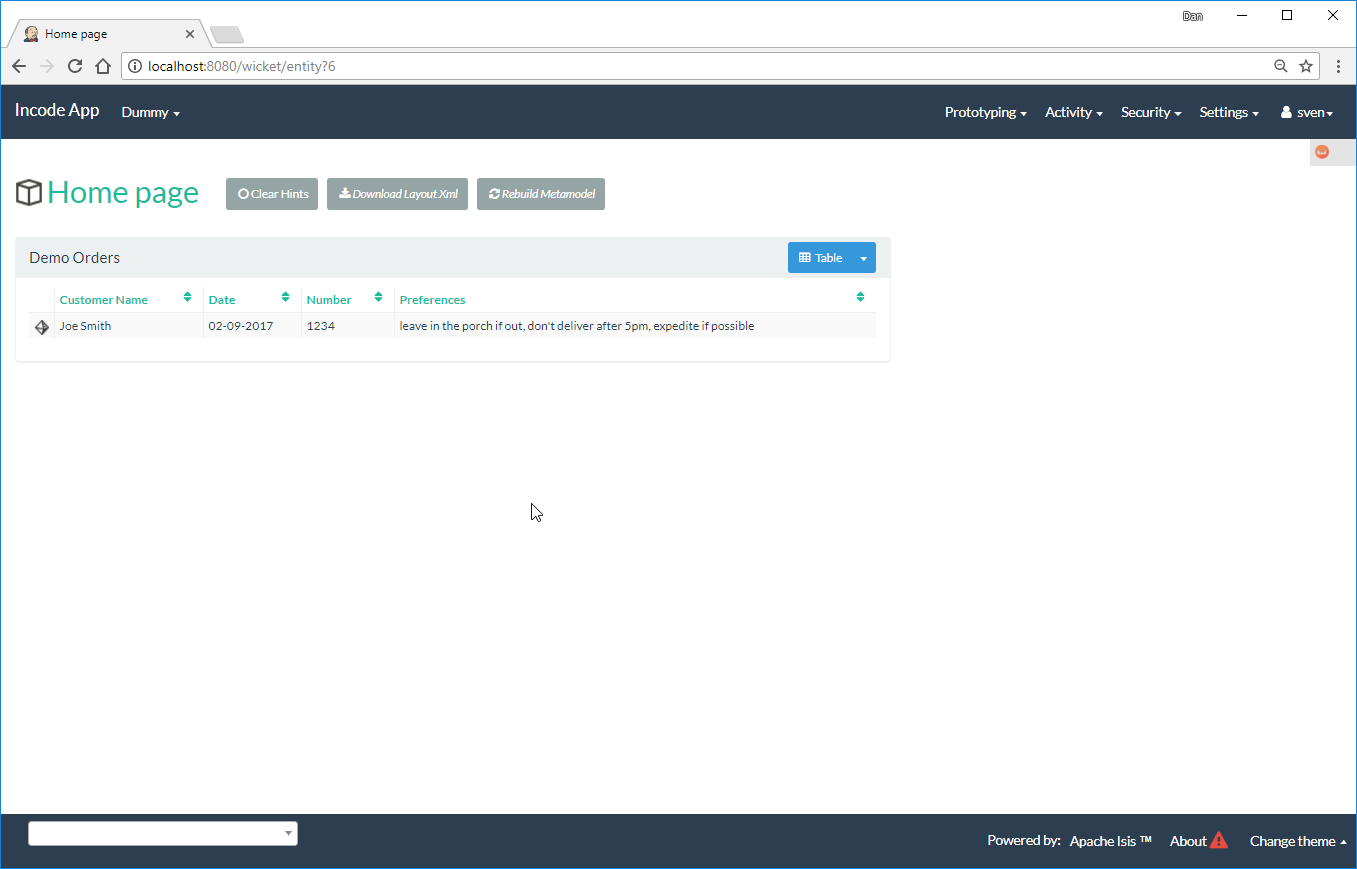 Dan
Home page
localhost:8080/wicket/entity?6
Incode App Dummy Prototyping Activity Security Settings sven
Home page Clear Hints Download Layout Xml Rebuild Metamodel
Demo Orders Table
Customer Name Date Number Preferences
Joe Smith 02-09-2017 1234 leave in the porch if out, don't deliver after 5pm, expedite if possible
Powered by: Apache Isis ™ About Change theme